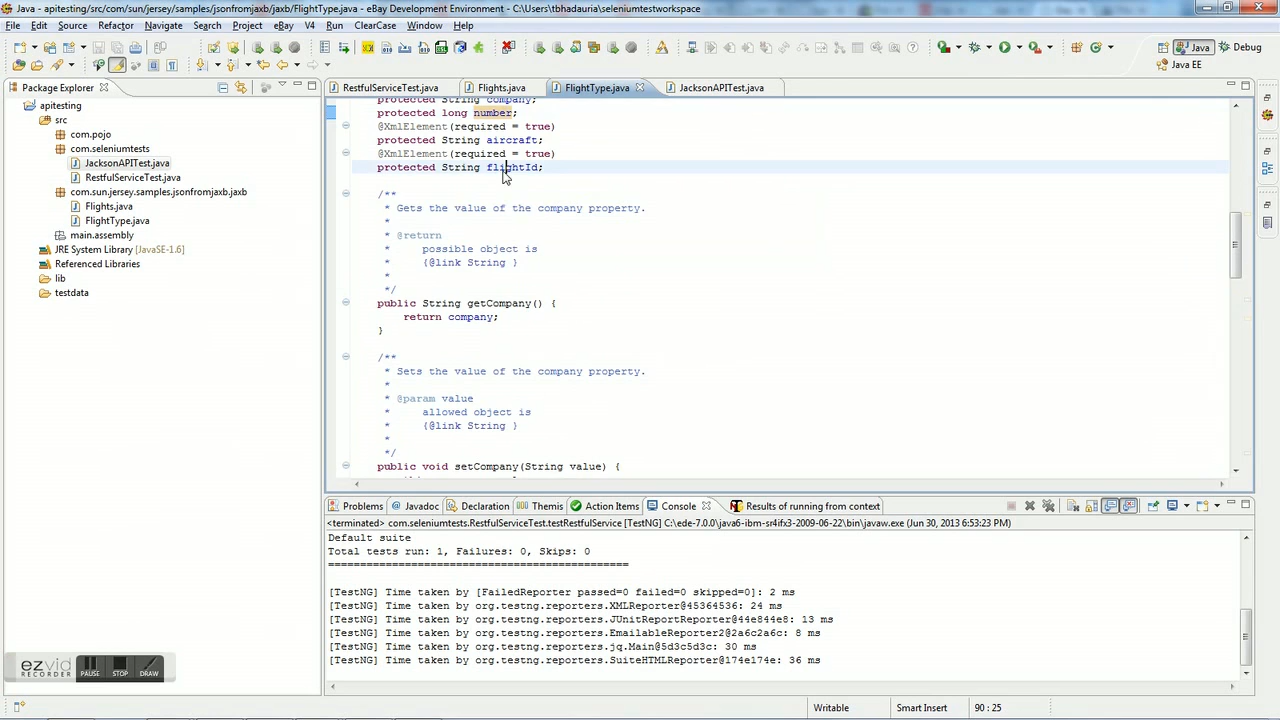 Java - apitesting/src/com/sun/jersey/samples/jsonfromjaxb/jaxb/FlightType.java - eBay Development Environment - C:\Users\tbhadauria\seleniumtestworkspace
File Edit Source Refactor Navigate Search Project eBay V4 Run ClearCase Window Help
Java Debug
Java EE
Package Explorer
apitesting
src
com.pojo
com.seleniumtests
JacksonAPITest.java
RestfulServiceTest.java
com.sun.jersey.samples.jsonfromjaxb.jaxb
Flights.java
FlightType.java
main.assembly
JRE System Library [JavaSE-1.6]
Referenced Libraries
lib
testdata
RestfulServiceTest.java Flights.java FlightType.java JacksonAPITest.java
protected String company;
protected long number;
@XmlElement(required = true)
protected String aircraft;
@XmlElement(required = true)
protected String flightId;
/**
* Gets the value of the company property.
*
* @return
* possible object is
* {@link String }
*
*/
public String getCompany() {
return company;
}
/**
* Sets the value of the company property.
*
* @param value
* allowed object is
* {@link String }
*
*/
public void setCompany(String value) {
Problems Javadoc Declaration Themis Action Items Console Results of running from context
<terminated> com.seleniumtests.RestfulServiceTest.testRestfulService [TestNG] C:\ede-7.0.0\java6-ibm-sr4ifx3-2009-06-22\bin\javaw.exe (Jun 30, 2013 6:53:23 PM)
Default suite
Total tests run: 1, Failures: 0, Skips: 0
===============================================
[TestNG] Time taken by [FailedReporter passed=0 failed=0 skipped=0]: 2 ms
[TestNG] Time taken by org.testng.reporters.XMLReporter@45364536: 24 ms
[TestNG] Time taken by org.testng.reporters.JUnitReportReporter@44e844e8: 13 ms
[TestNG] Time taken by org.testng.reporters.EmailableReporter2@2a6c2a6c: 8 ms
[TestNG] Time taken by org.testng.reporters.jq.Main@5d3c5d3c: 30 ms
[TestNG] Time taken by org.testng.reporters.SuiteHTMLReporter@174e174e: 36 ms
ezvid
RECORDER
PAUSE STOP DRAW
Writable Smart Insert 90 : 25